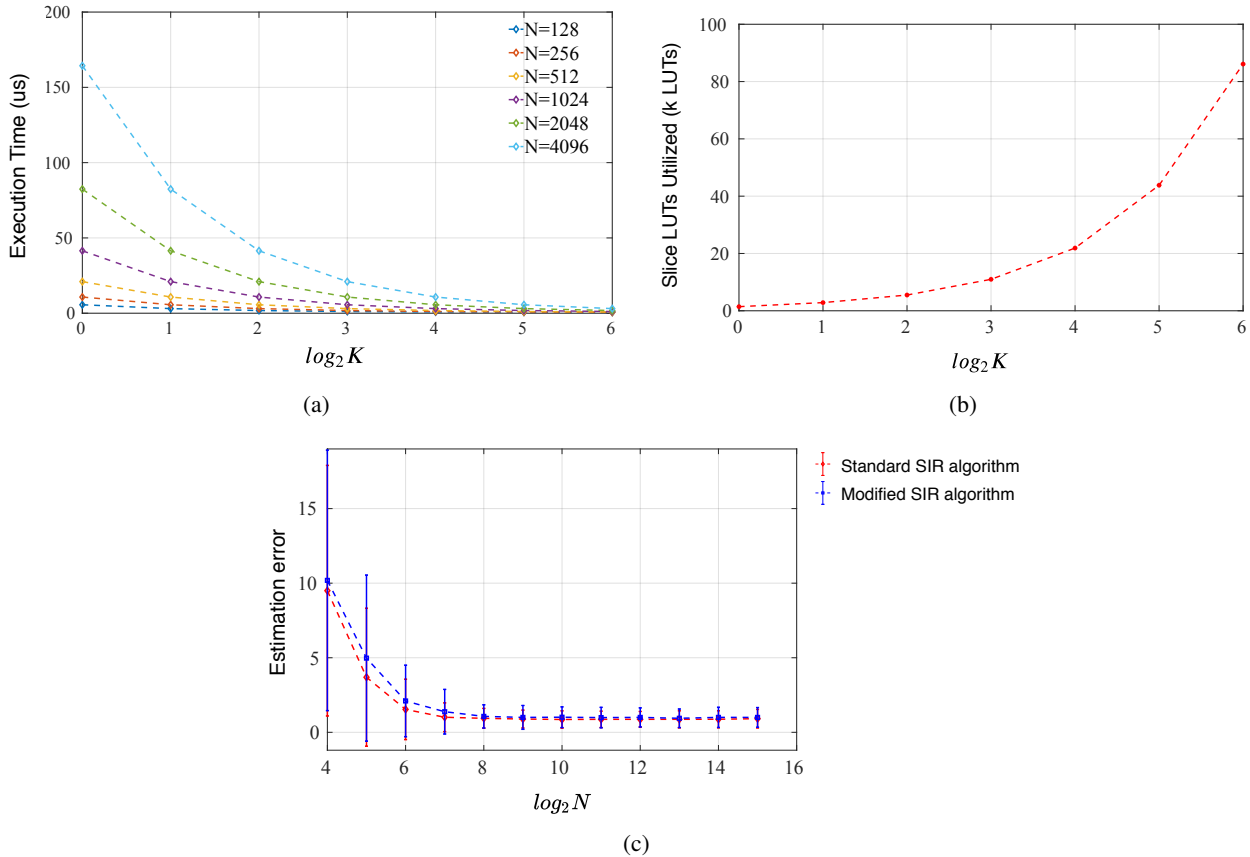 200
150
100
50
0
Execution Time (us)
N=128
N=256
N=512
N=1024
N=2048
N=4096
0 1 2 3 4 5 6
log₂K
(a)
100
80
60
40
20
0
Slice LUTs Utilized (k LUTs)
0 1 2 3 4 5 6
log₂K
(b)
15
10
5
0
Estimation error
Standard SIR algorithm
Modified SIR algorithm
4 6 8 10 12 14 16
log₂N
(c)